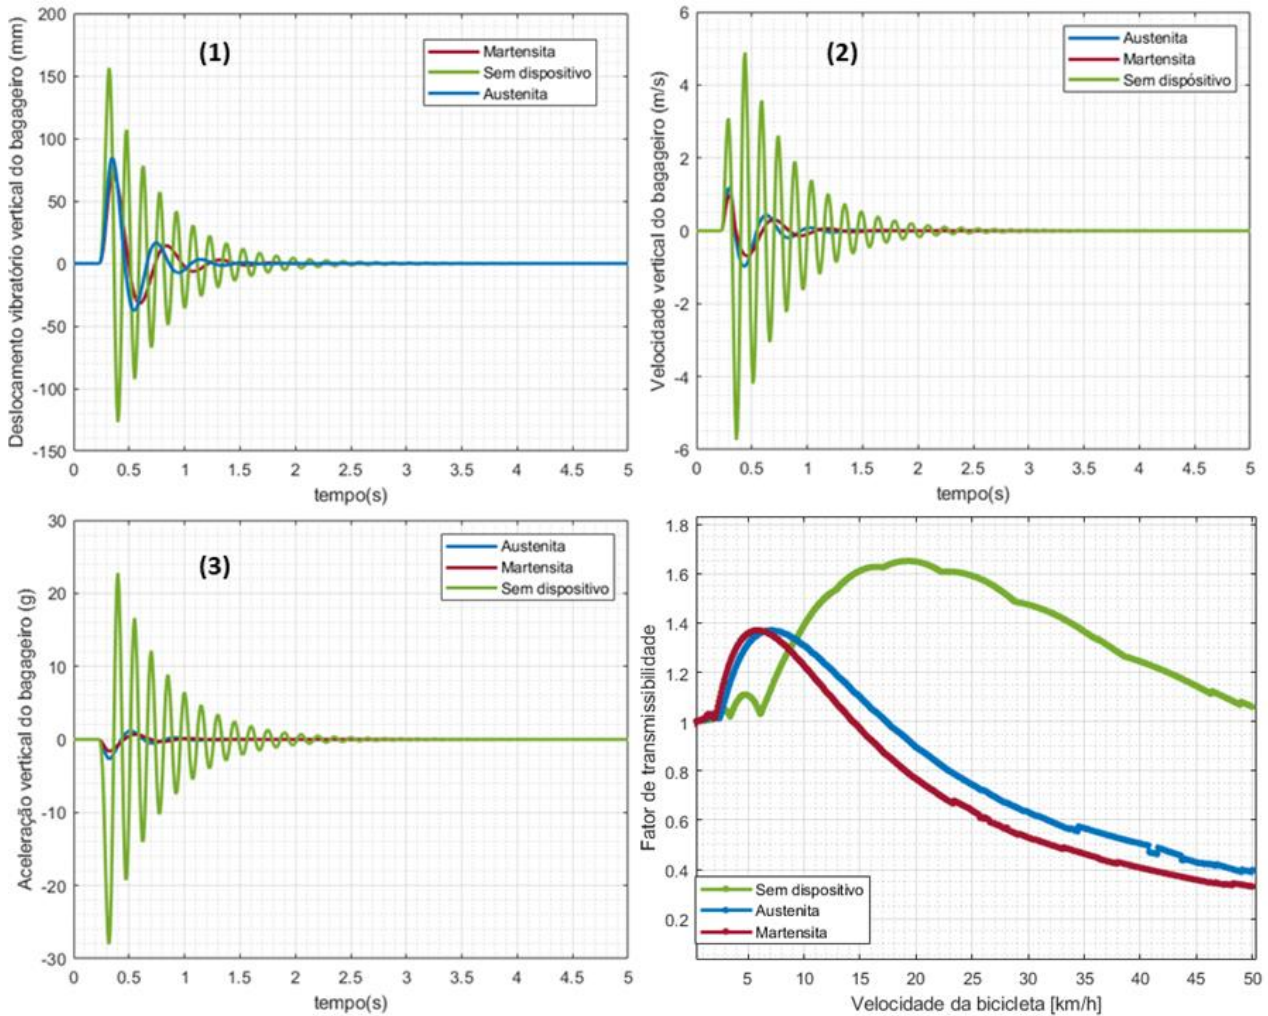 Deslocamento vibratório vertical do bagageiro (mm)
200
150
100
50
0
-50
-100
-150
(1)
Martensita
Sem dispositivo
Austenita
0 0.5 1 1.5 2 2.5 3 3.5 4 4.5 5
tempo(s)
Velocidade vertical do bagageiro (m/s)
6
4
2
0
-2
-4
-6
(2)
Austenita
Martensita
Sem dispósitivo
0 0.5 1 1.5 2 2.5 3 3.5 4 4.5 5
tempo(s)
Aceleração vertical do bagageiro (g)
30
20
10
0
-10
-20
-30
(3)
Austenita
Martensita
Sem dispositivo
0 0.5 1 1.5 2 2.5 3 3.5 4 4.5 5
tempo(s)
Fator de transmissibilidade
1.8
1.6
1.4
1.2
1
0.8
0.6
0.4
0.2
Sem dispositivo
Austenita
Martensita
5 10 15 20 25 30 35 40 45 50
Velocidade da bicicleta [km/h]